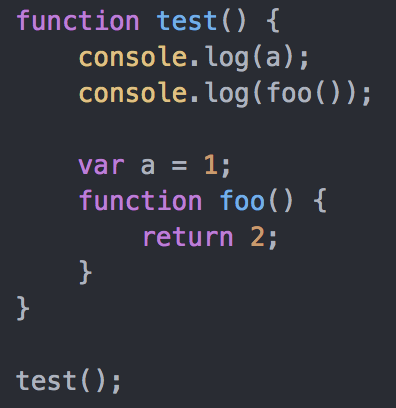 function test() {
    console.log(a);
    console.log(foo());

    var a = 1;
    function foo() {
        return 2;
    }
}

test();